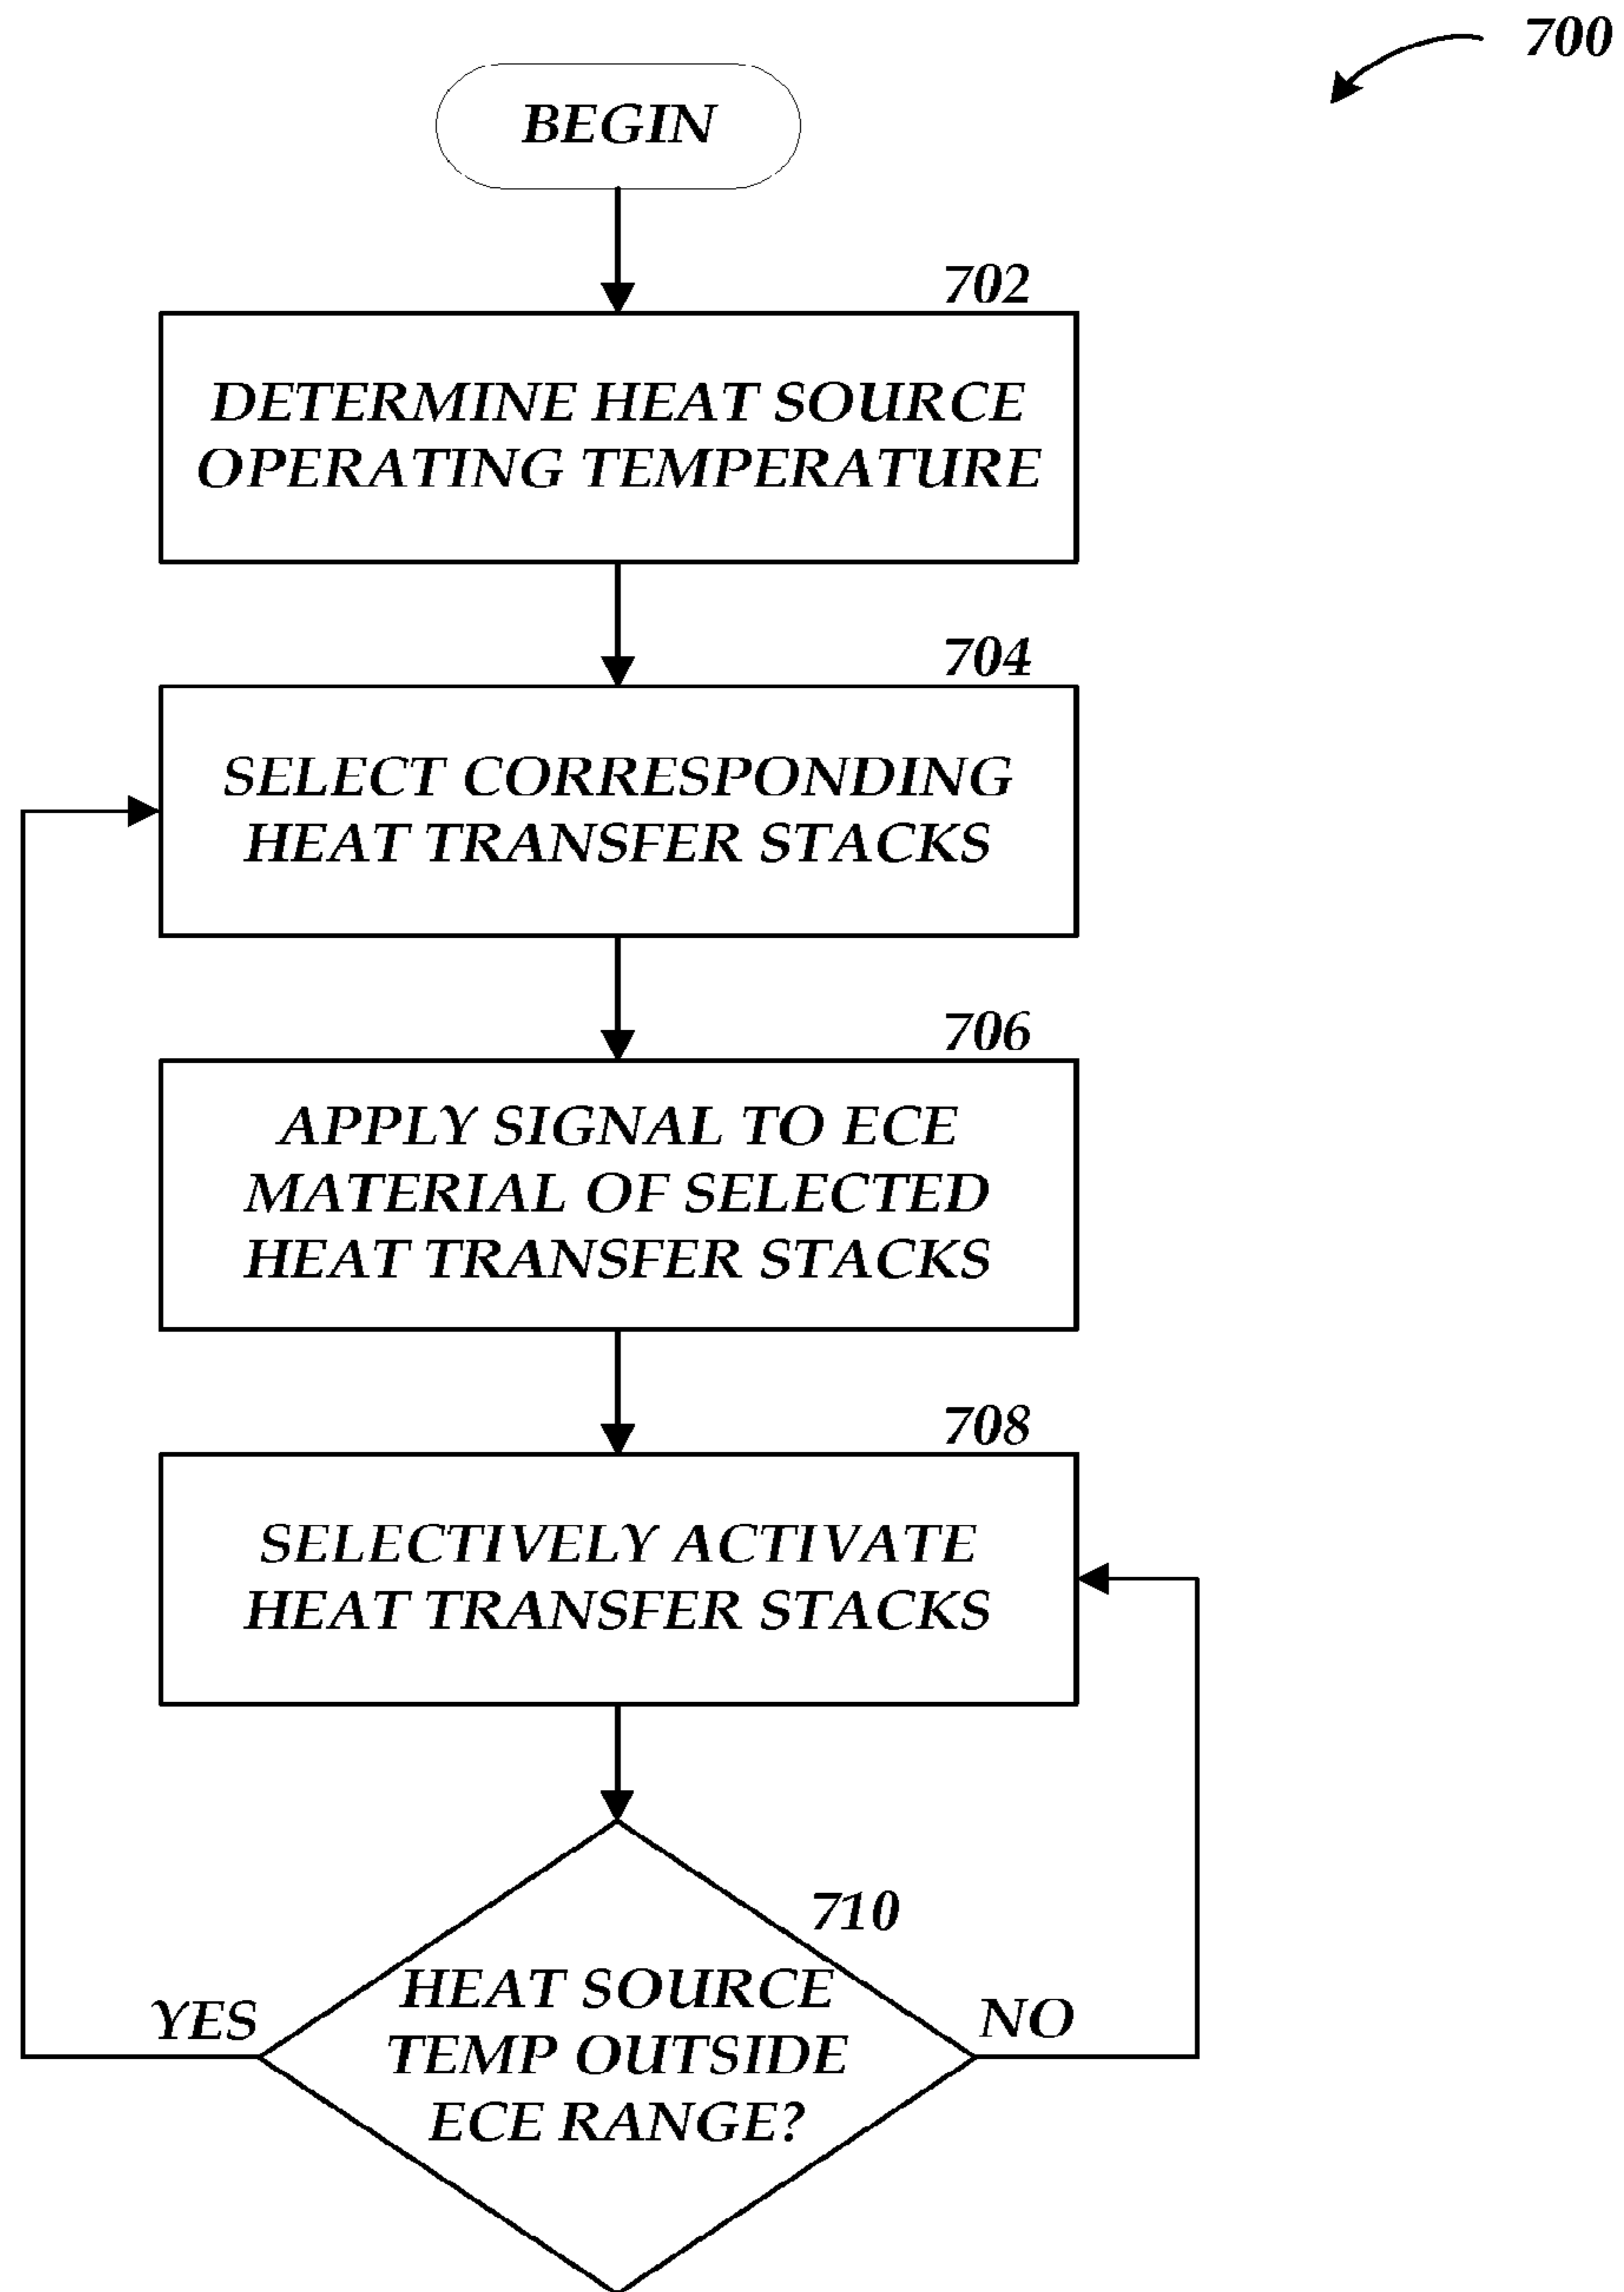 700
BEGIN
702
DETERMINE HEAT SOURCE
OPERATING TEMPERATURE
704
SELECT CORRESPONDING
HEAT TRANSFER STACKS
706
APPLY SIGNAL TO ECE
MATERIAL OF SELECTED
HEAT TRANSFER STACKS
708
SELECTIVELY ACTIVATE
HEAT TRANSFER STACKS
710
HEAT SOURCE
TEMP OUTSIDE
ECE RANGE?
YES
NO